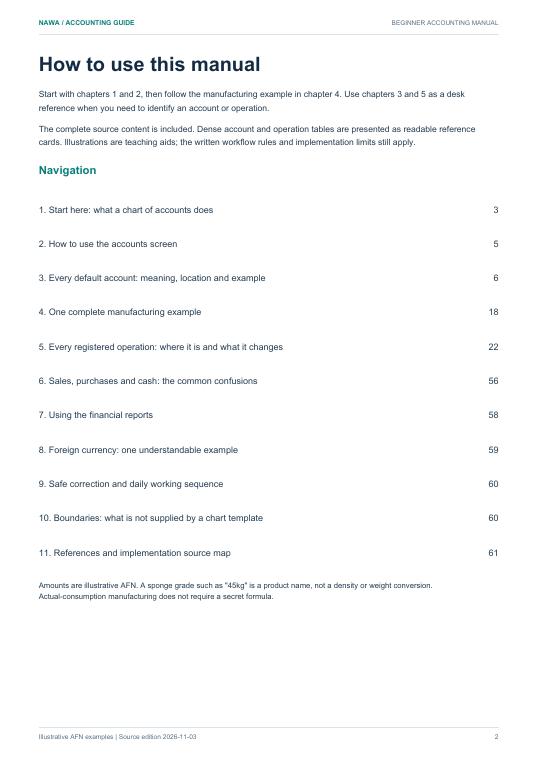 NAWA / ACCOUNTING GUIDE
BEGINNER ACCOUNTING MANUAL
How to use this manual
Start with chapters 1 and 2, then follow the manufacturing example in chapter 4. Use chapters 3 and 5 as a desk
reference when you need to identify an account or operation.
The complete source content is included. Dense account and operation tables are presented as readable reference
cards. Illustrations are teaching aids; the written workflow rules and implementation limits still apply.
Navigation
1. Start here: what a chart of accounts does 3
2. How to use the accounts screen 5
3. Every default account: meaning, location and example 6
4. One complete manufacturing example 18
5. Every registered operation: where it is and what it changes 22
6. Sales, purchases and cash: the common confusions 56
7. Using the financial reports 58
8. Foreign currency: one understandable example 59
9. Safe correction and daily working sequence 60
10. Boundaries: what is not supplied by a chart template 60
11. References and implementation source map 61
Amounts are illustrative AFN. A sponge grade such as "45kg" is a product name, not a density or weight conversion.
Actual-consumption manufacturing does not require a secret formula.
Illustrative AFN examples | Source edition 2026-11-03
2